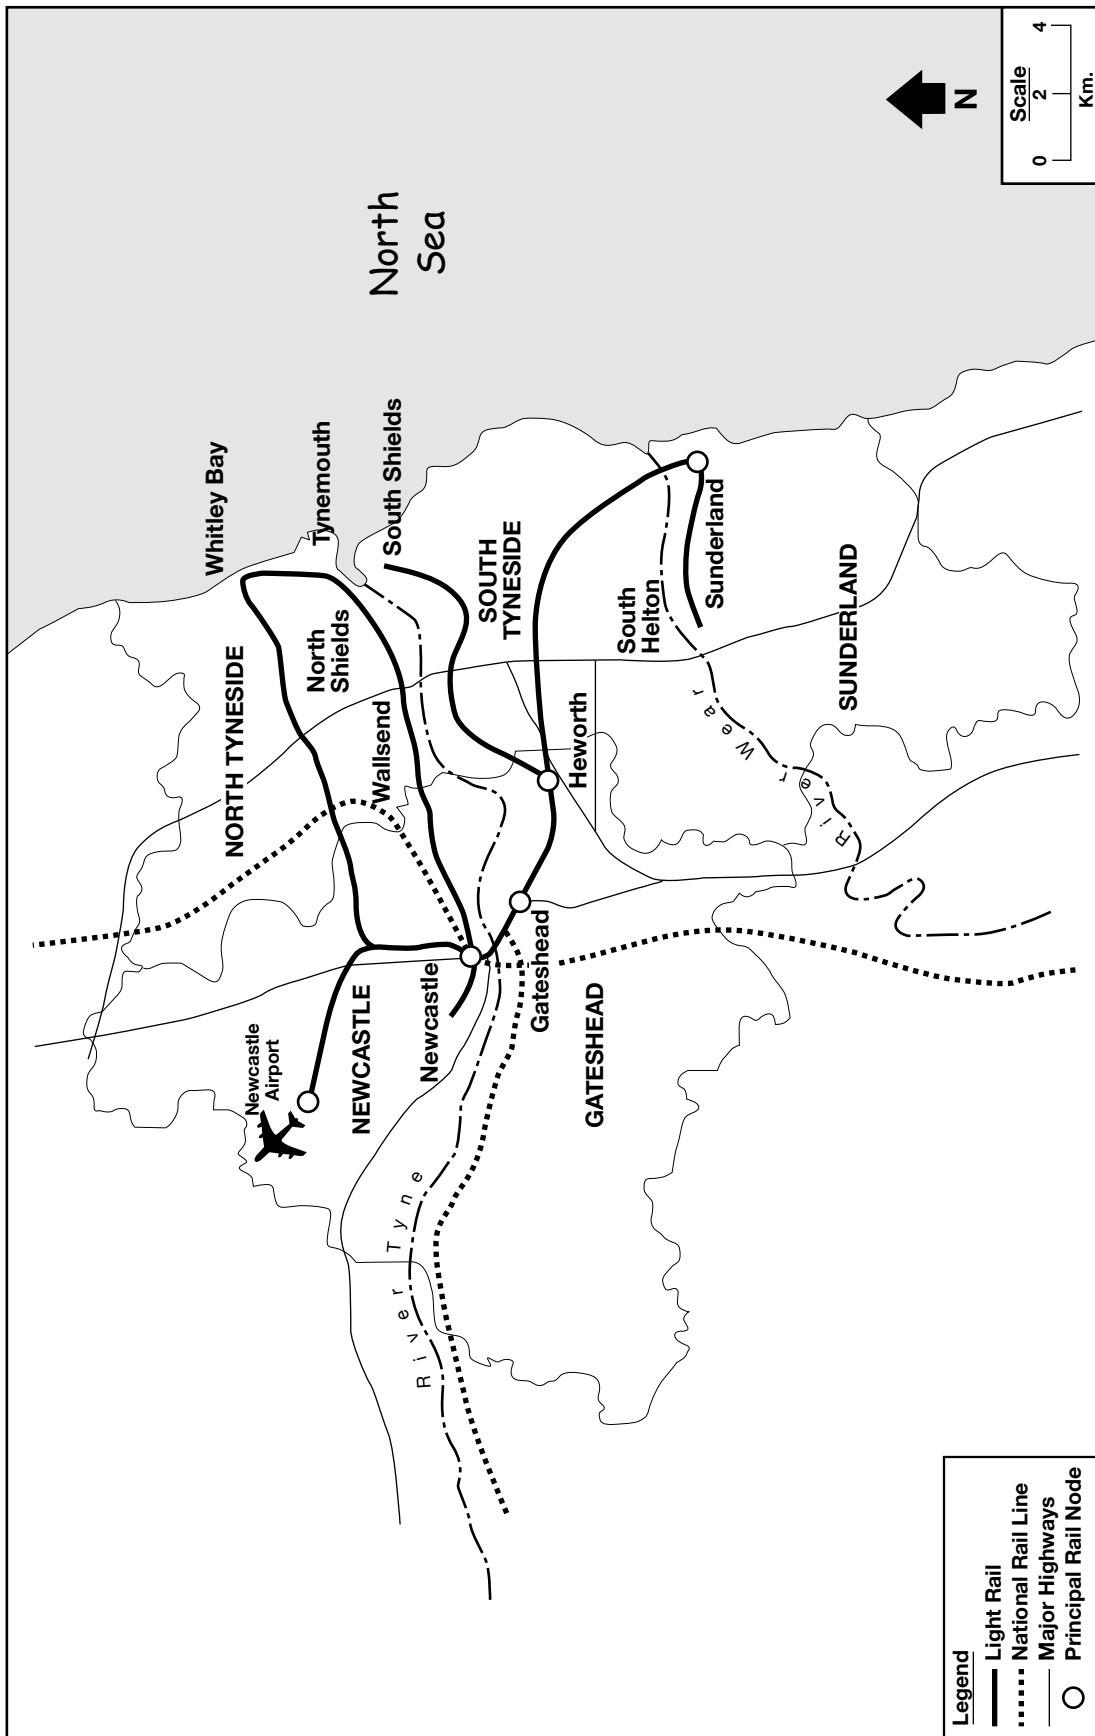 Whitley Bay
Tynemouth
South Shields
North
Sea
NORTH TYNESIDE
North
Shields
Wallsend
SOUTH
TYNESIDE
Newcastle
Airport
NEWCASTLE
Newcastle
Gateshead
GATESHEAD
Heworth
South
Helton
Sunderland
SUNDERLAND
River Tyne
River Wear
N
Scale
0 2 4
Km.
Legend
Light Rail
National Rail Line
Major Highways
Principal Rail Node